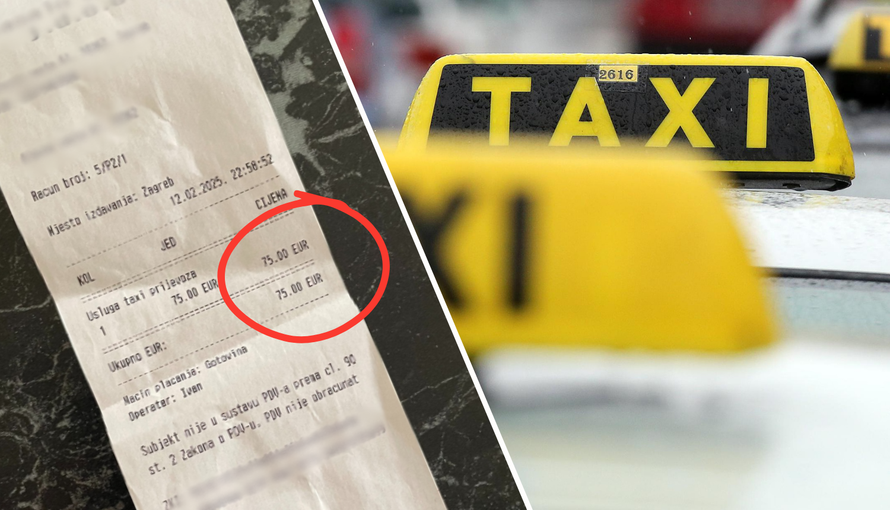 Racun broj: 5/P2/1
Mjesto izdavanja: Zagreb
12.02.2025. 22:58:52
KOL JED CIJENA
Usluga taxi prijevoza
1 75.00 EUR 75.00 EUR
Ukupno EUR: 75.00 EUR
Nacin placanja: Gotovina
Operater: Ivan
Subjekt nije u sustavu PDV-a prema cl. 90
st. 2 Zakona o PDV-u. PDV nije obracunat
2616
TAXI
XI